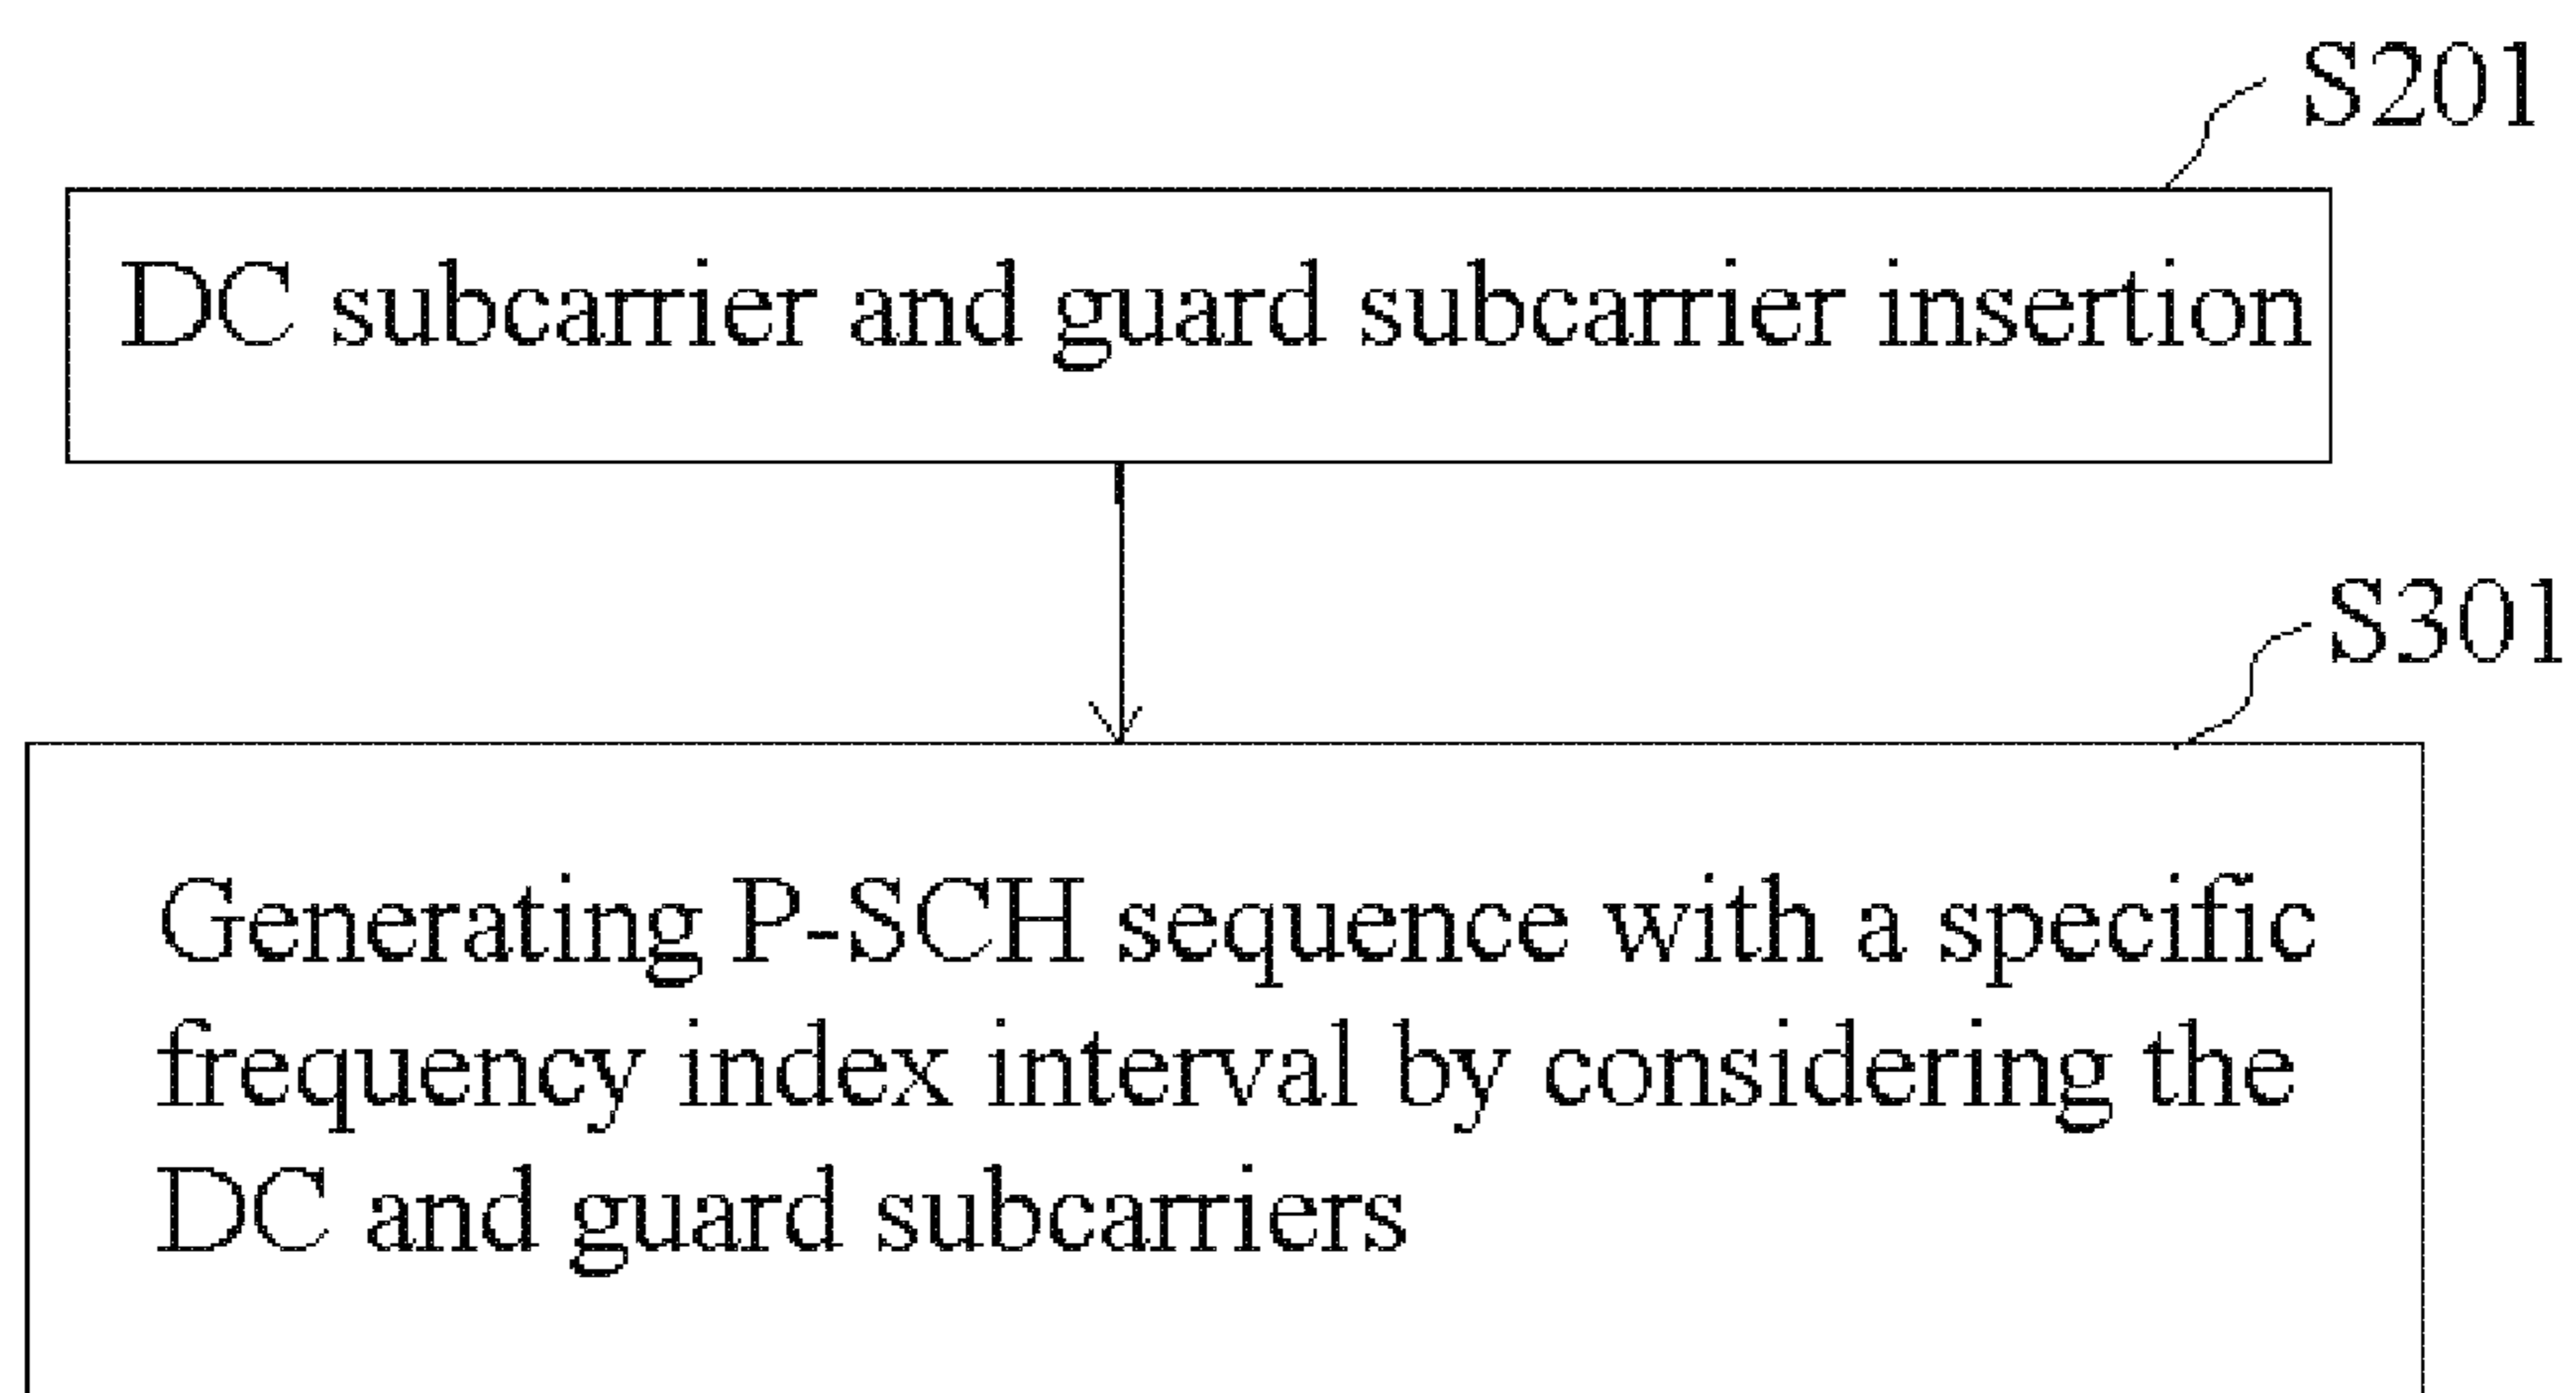 S201
DC subcarrier and guard subcarrier insertion
S301
Generating P-SCH sequence with a specific
frequency index interval by considering the
DC and guard subcarriers